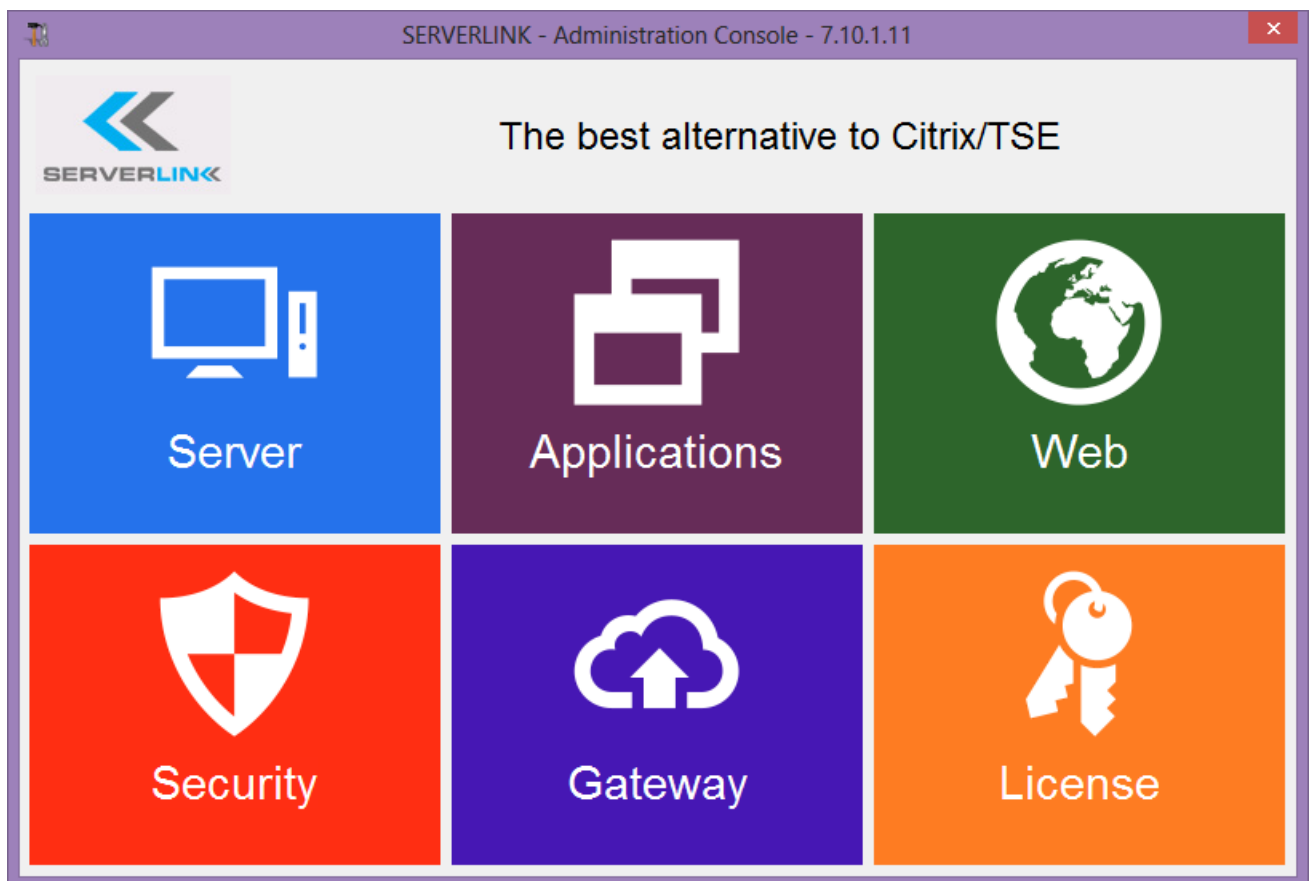 SERVERLINK - Administration Console - 7.10.1.11
The best alternative to Citrix/TSE
SERVERLINK
Server
Applications
Web
Security
Gateway
License